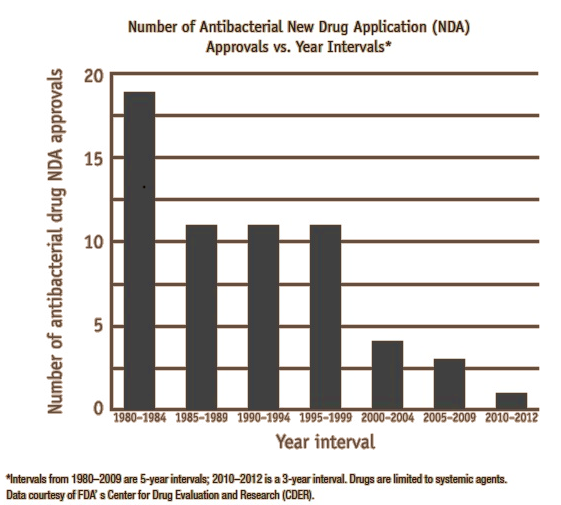 Number of Antibacterial New Drug Application (NDA)
Approvals vs. Year Intervals*
Number of antibacterial drug NDA approvals
20
15
10
5
0
1980–1984 1985–1989 1990–1994 1995–1999 2000–2004 2005–2009 2010–2012
Year interval
*Intervals from 1980–2009 are 5-year intervals; 2010–2012 is a 3-year interval. Drugs are limited to systemic agents.
Data courtesy of FDA' s Center for Drug Evaluation and Research (CDER).